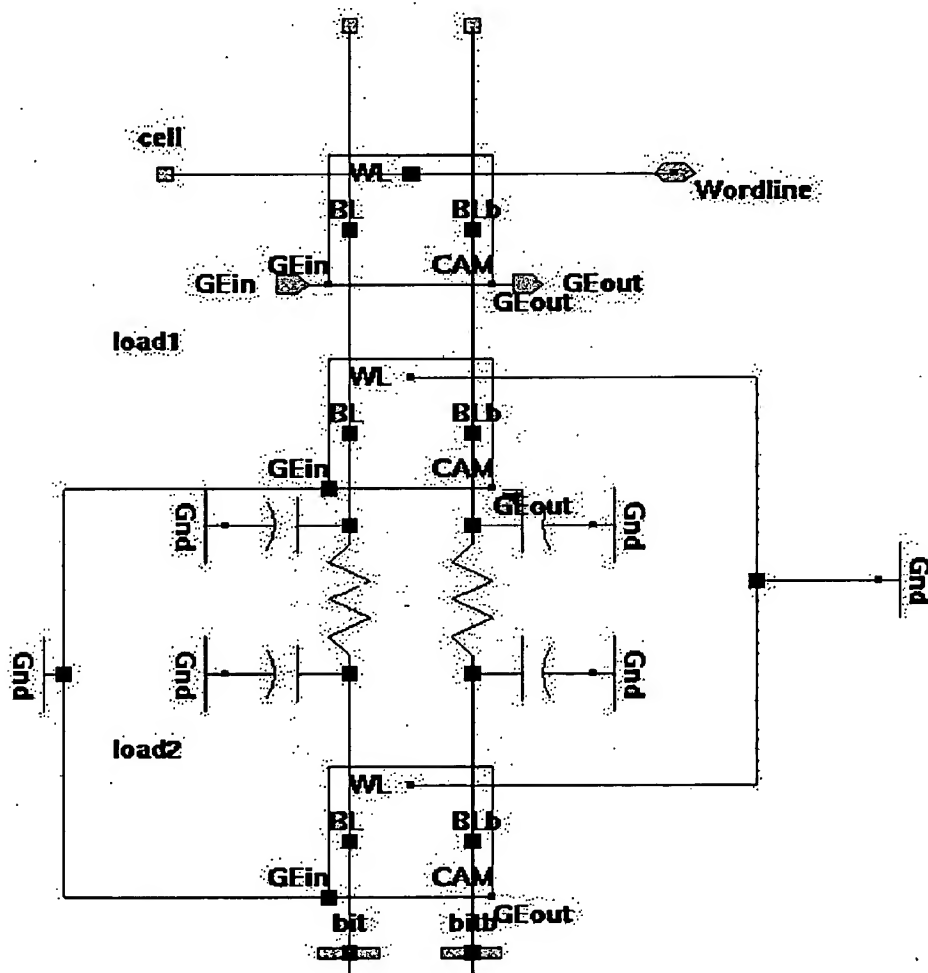 cell
WL
Wordline
BL BLb
GEin GEin CAM GEout GEout
load1
WL
BL BLb
GEin CAM
GEout
Gnd Gnd
Gnd
Gnd Gnd Gnd
load2
WL
BL BLb
GEin CAM
GEout
bit bitb